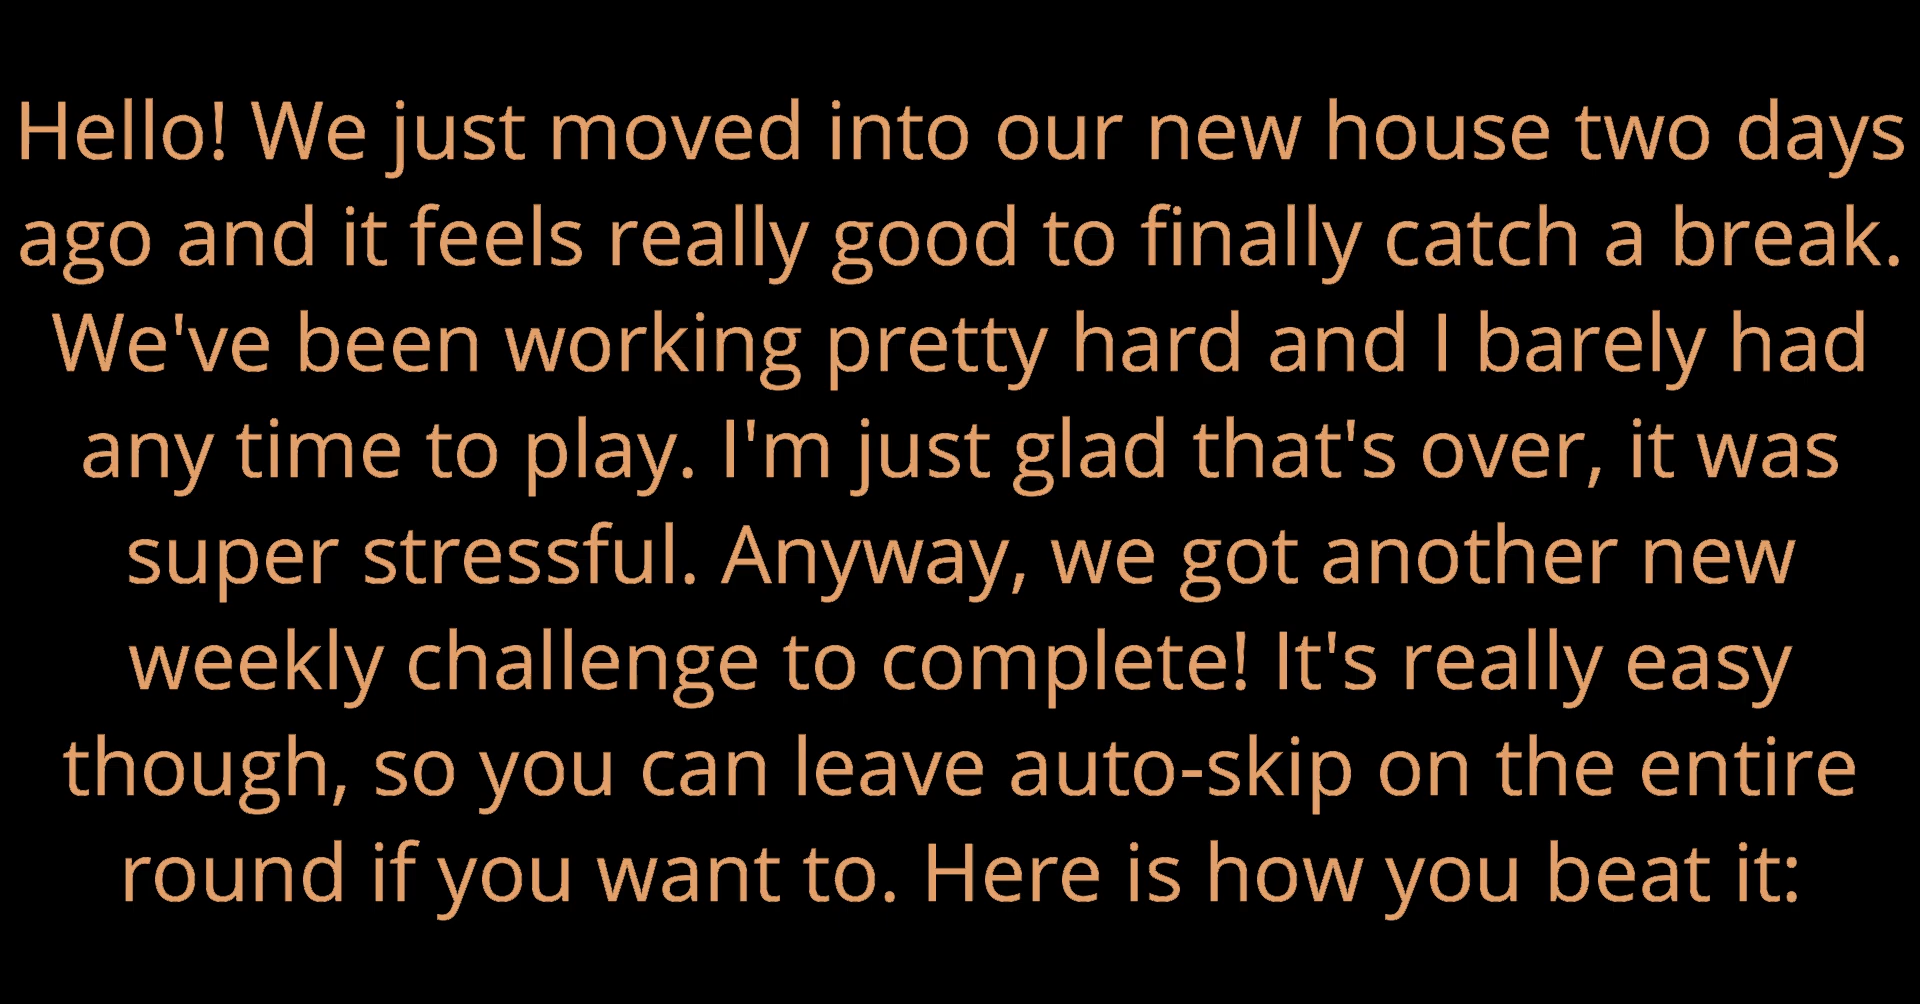 Hello! We just moved into our new house two days
ago and it feels really good to finally catch a break.
We've been working pretty hard and I barely had
any time to play. I'm just glad that's over, it was
super stressful. Anyway, we got another new
weekly challenge to complete! It's really easy
though, so you can leave auto-skip on the entire
round if you want to. Here is how you beat it: